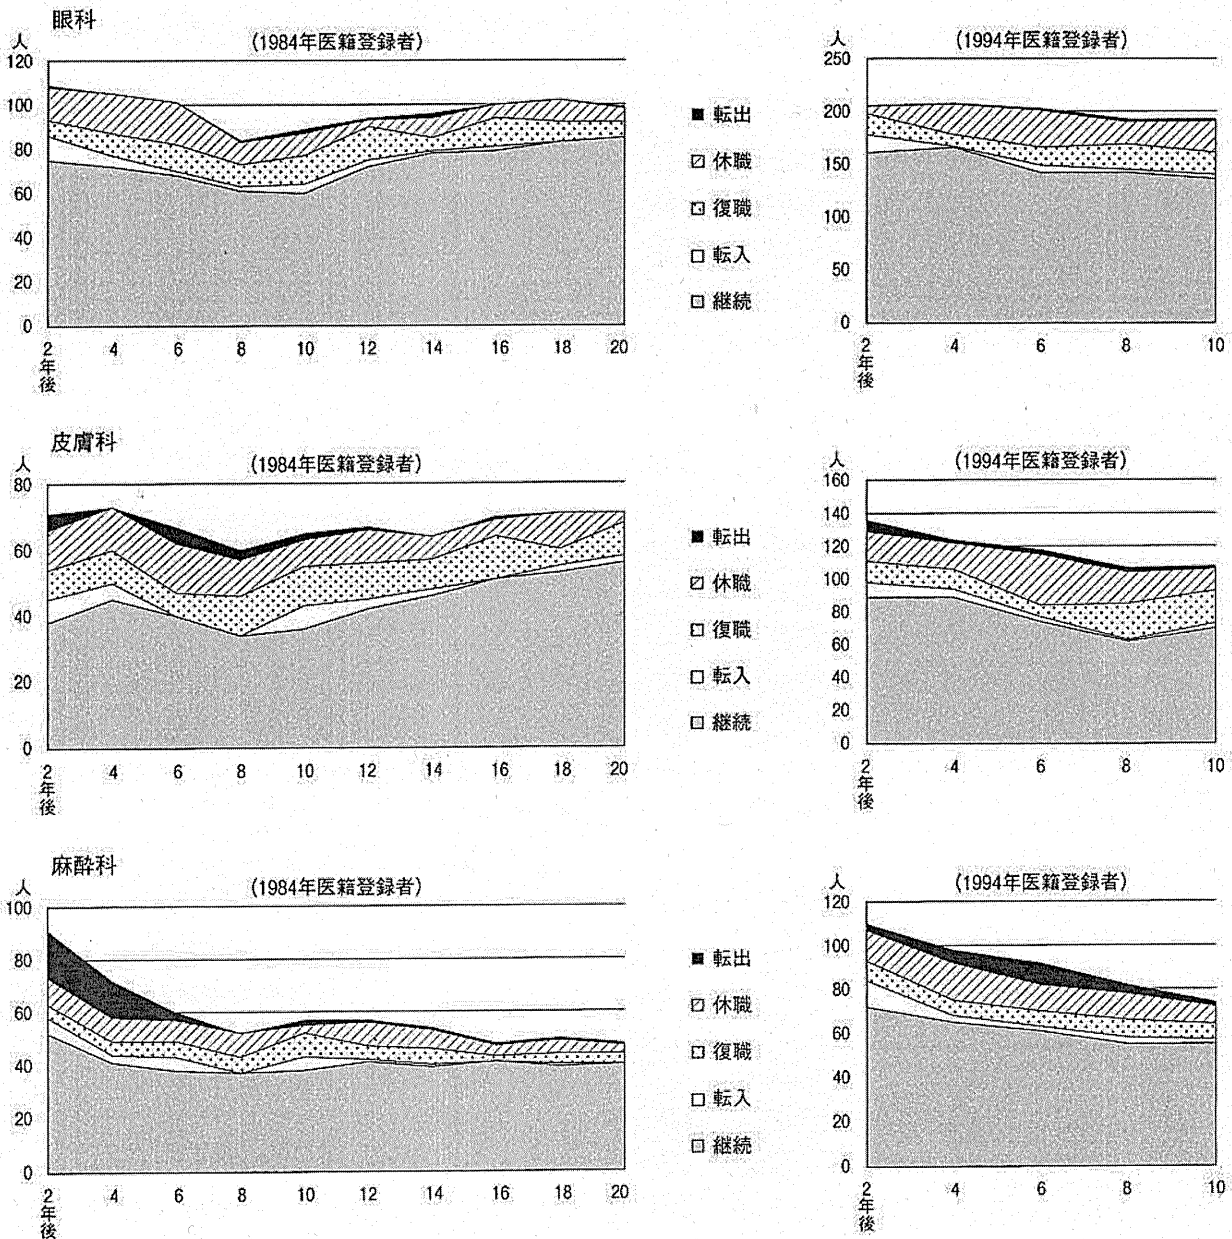 眼科
人
(1984年医籍登録者)
120
100
80
60
40
20
0
2年後 4 6 8 10 12 14 16 18 20
■ 転出
休職
復職
□ 転入
継続
人
(1994年医籍登録者)
250
200
150
100
50
0
2年後 4 6 8 10
皮膚科
人
(1984年医籍登録者)
80
60
40
20
0
2年後 4 6 8 10 12 14 16 18 20
■ 転出
休職
復職
□ 転入
継続
人
(1994年医籍登録者)
160
140
120
100
80
60
40
20
0
2年後 4 6 8 10
麻酔科
人
(1984年医籍登録者)
100
80
60
40
20
0
2年後 4 6 8 10 12 14 16 18 20
■ 転出
休職
復職
□ 転入
継続
人
(1994年医籍登録者)
120
100
80
60
40
20
0
2年後 4 6 8 10